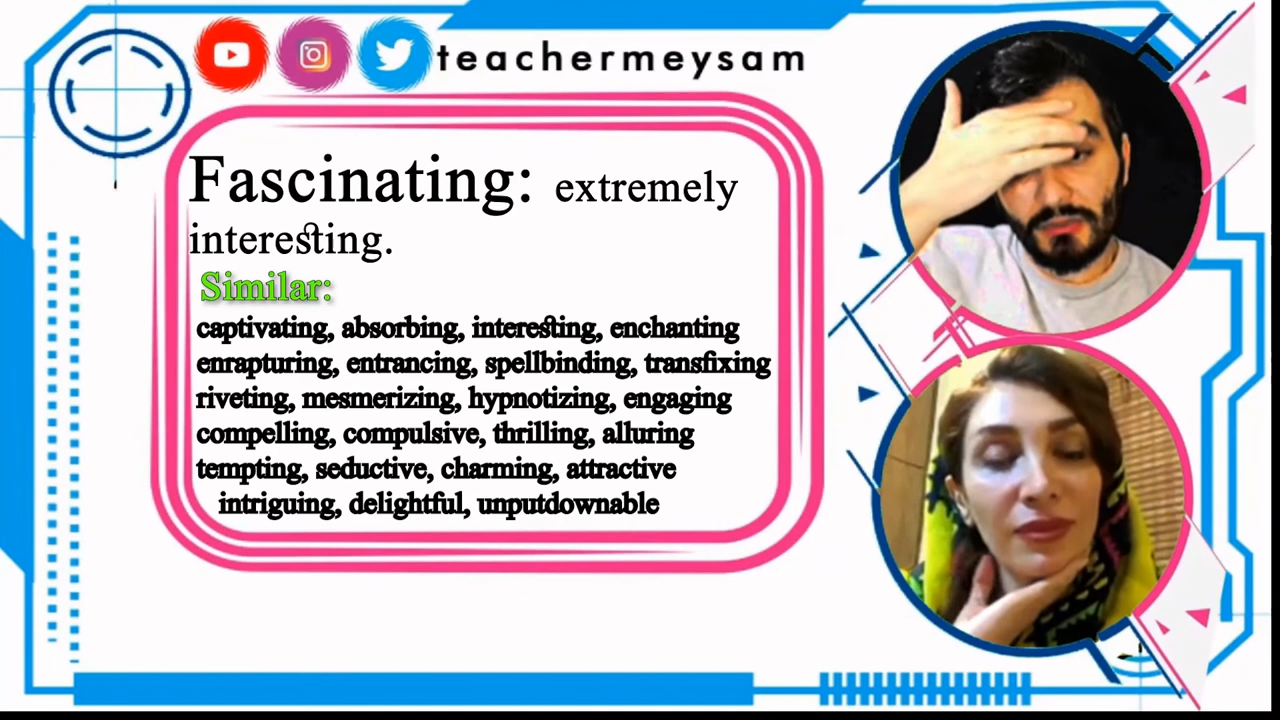 teachermeysam
Fascinating: extremely
interesting.
Similar:
captivating, absorbing, interesting, enchanting
enrapturing, entrancing, spellbinding, transfixing
riveting, mesmerizing, hypnotizing, engaging
compelling, compulsive, thrilling, alluring
tempting, seductive, charming, attractive
intriguing, delightful, unputdownable